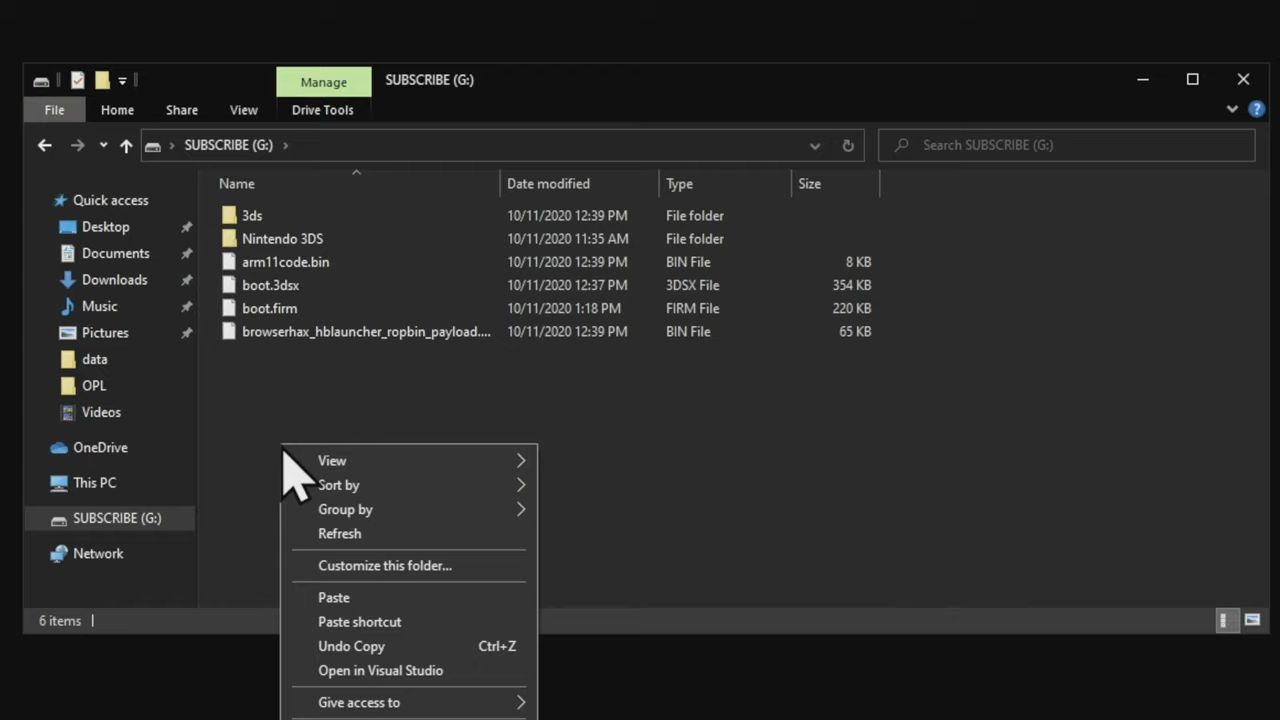 Manage
SUBSCRIBE (G:)
File
Home
Share
View
Drive Tools
SUBSCRIBE (G:)
Search SUBSCRIBE (G:)
Name
Date modified
Type
Size
Quick access
Desktop
Documents
Downloads
Music
Pictures
data
OPL
Videos
OneDrive
This PC
SUBSCRIBE (G:)
Network
3ds 10/11/2020 12:39 PM File folder
Nintendo 3DS 10/11/2020 11:35 AM File folder
arm11code.bin 10/11/2020 12:39 PM BIN File 8 KB
boot.3dsx 10/11/2020 12:37 PM 3DSX File 354 KB
boot.firm 10/11/2020 1:18 PM FIRM File 220 KB
browserhax_hblauncher_ropbin_payload.... 10/11/2020 12:39 PM BIN File 65 KB
View
Sort by
Group by
Refresh
Customize this folder...
Paste
Paste shortcut
Undo Copy Ctrl+Z
Open in Visual Studio
Give access to
6 items